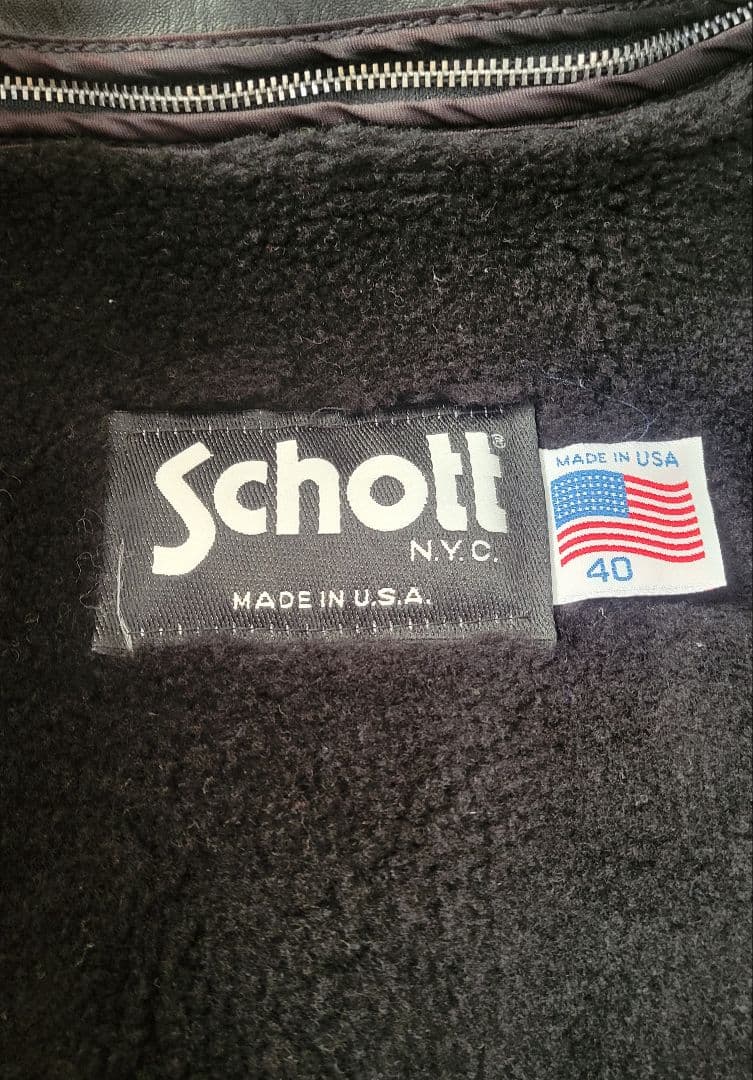 Schott®
N.Y.C.
MADE IN U.S.A.
MADE IN USA
40